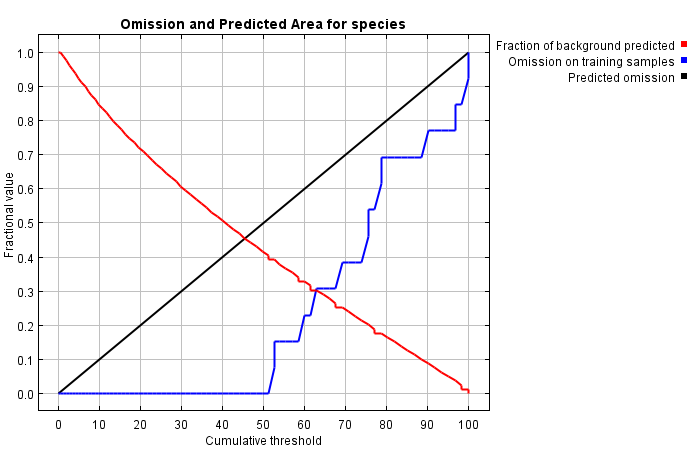 Omission and Predicted Area for species
Fraction of background predicted
Omission on training samples
Predicted omission
Fractional value
1.0
0.9
0.8
0.7
0.6
0.5
0.4
0.3
0.2
0.1
0.0
0 10 20 30 40 50 60 70 80 90 100
Cumulative threshold